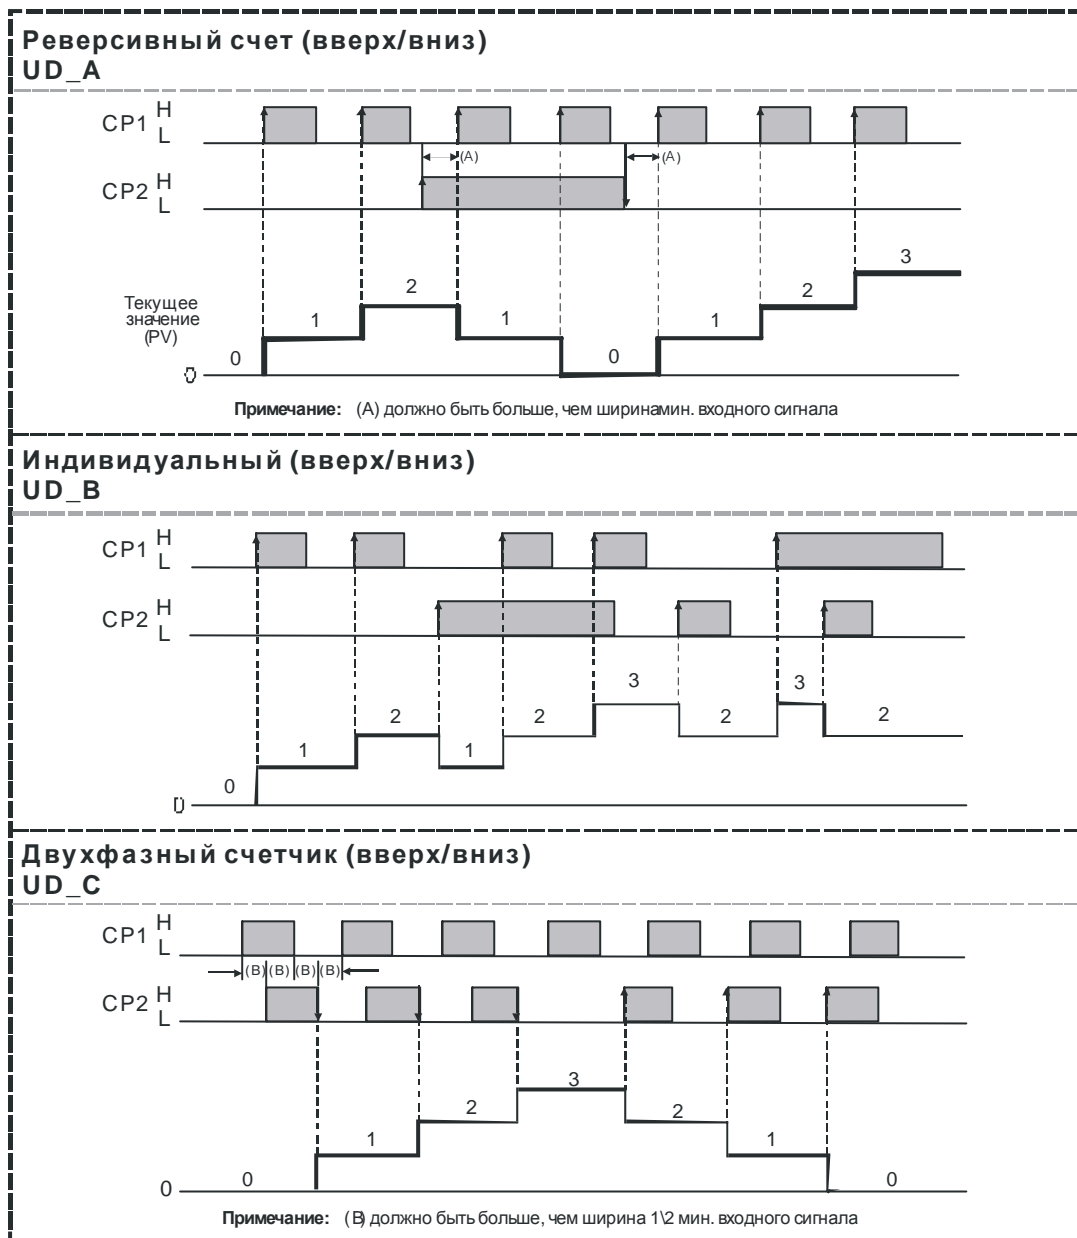 Реверсивный счет (вверх/вниз)
UD_A
CP1 H
L
(A) (A)
CP2 H
L
3
2 2
Текущее
значение
(PV)
1 1 1
0 0
0
Примечание: (A) должно быть больше, чем ширинамин. входного сигнала
Индивидуальный (вверх/вниз)
UD_B
CP1 H
L
CP2 H
L
3 3
2 2 2 2
1 1
0
0
Двухфазный счетчик (вверх/вниз)
UD_C
CP1 H
L
(B) (B) (B) (B)
CP2 H
L
3
2 2
1 1
0 0
0
Примечание: (B) должно быть больше, чем ширина 1\2 мин. входного сигнала